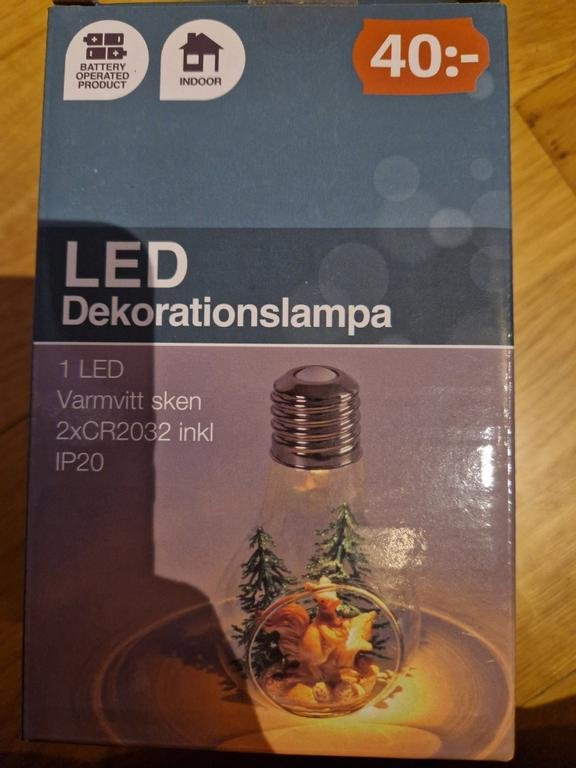 BATTERY
OPERATED
PRODUCT
INDOOR
40:-
LED
Dekorationslampa
1 LED
Varmvitt sken
2xCR2032 inkl
IP20